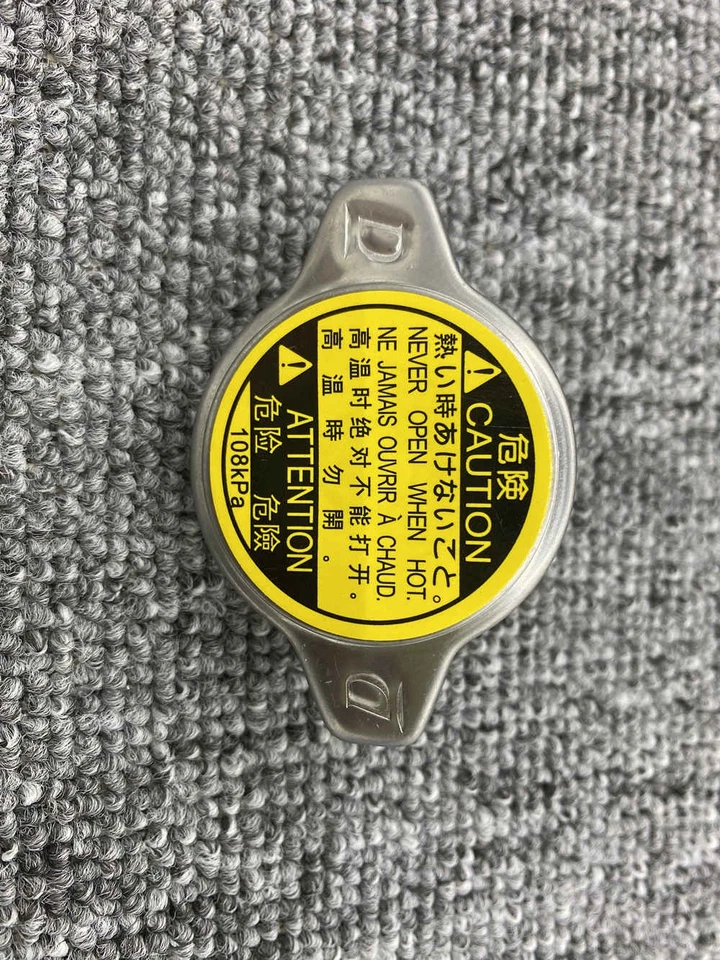 危険
CAUTION
熱い時あけないこと。
NEVER OPEN WHEN HOT.
NE JAMAIS OUVRIR À CHAUD.
高温时绝对不能打开。
高温時勿開。
ATTENTION
危险 危險
108kPa
D
D